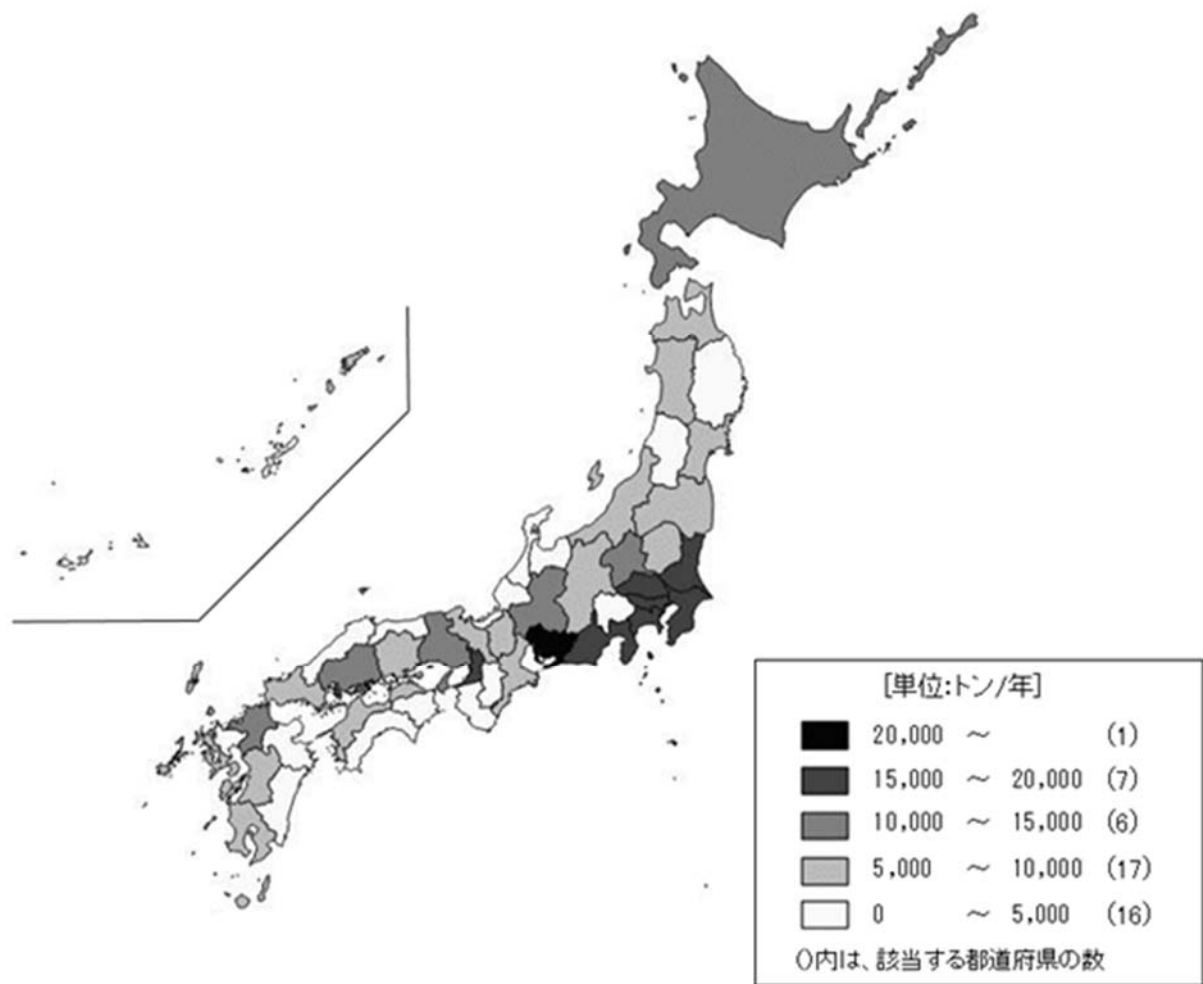 [単位:トン/年]
20,000 ～ (1)
15,000 ～ 20,000 (7)
10,000 ～ 15,000 (6)
5,000 ～ 10,000 (17)
0 ～ 5,000 (16)
()内は、該当する都道府県の数